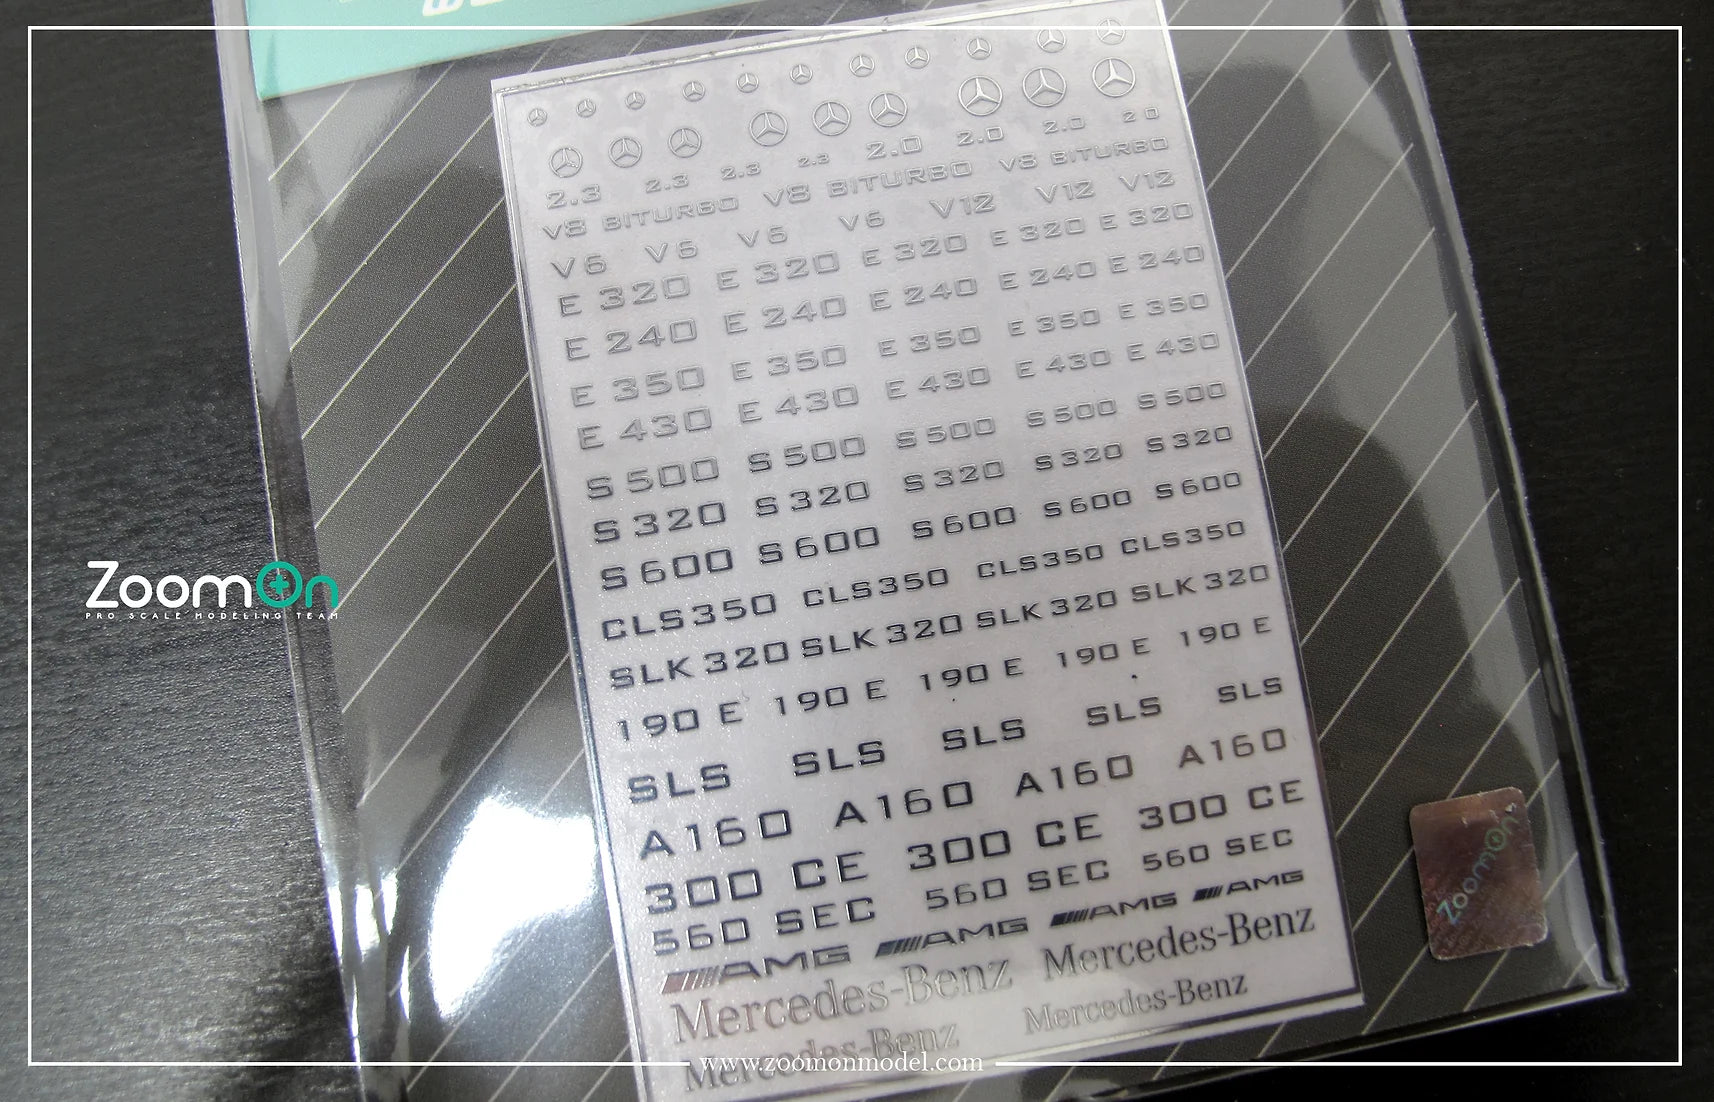 2.3 2.3 2.3 2.3 2.0 2.0 2.0 2.0
V8 BITURBO V8 BITURBO V8 BITURBO
V6 V6 V6 V6 V12 V12 V12
E 320 E 320 E 320 E 320 E 320
E 240 E 240 E 240 E 240 E 240
E 350 E 350 E 350 E 350 E 350
E 430 E 430 E 430 E 430 E 430
S 500 S 500 S 500 S 500 S 500
S 320 S 320 S 320 S 320 S 320
S 600 S 600 S 600 S 600 S 600
CLS350 CLS350 CLS350 CLS350
SLK 320 SLK 320 SLK 320 SLK 320
190 E 190 E 190 E 190 E 190 E
SLS SLS SLS SLS SLS
A160 A160 A160 A160
300 CE 300 CE 300 CE
560 SEC 560 SEC 560 SEC
AMG AMG AMG AMG
Mercedes-Benz Mercedes-Benz
Mercedes-Benz Mercedes-Benz
ZoomOn
PRO SCALE MODELING TEAM
ZoomOn
www.zoomonmodel.com